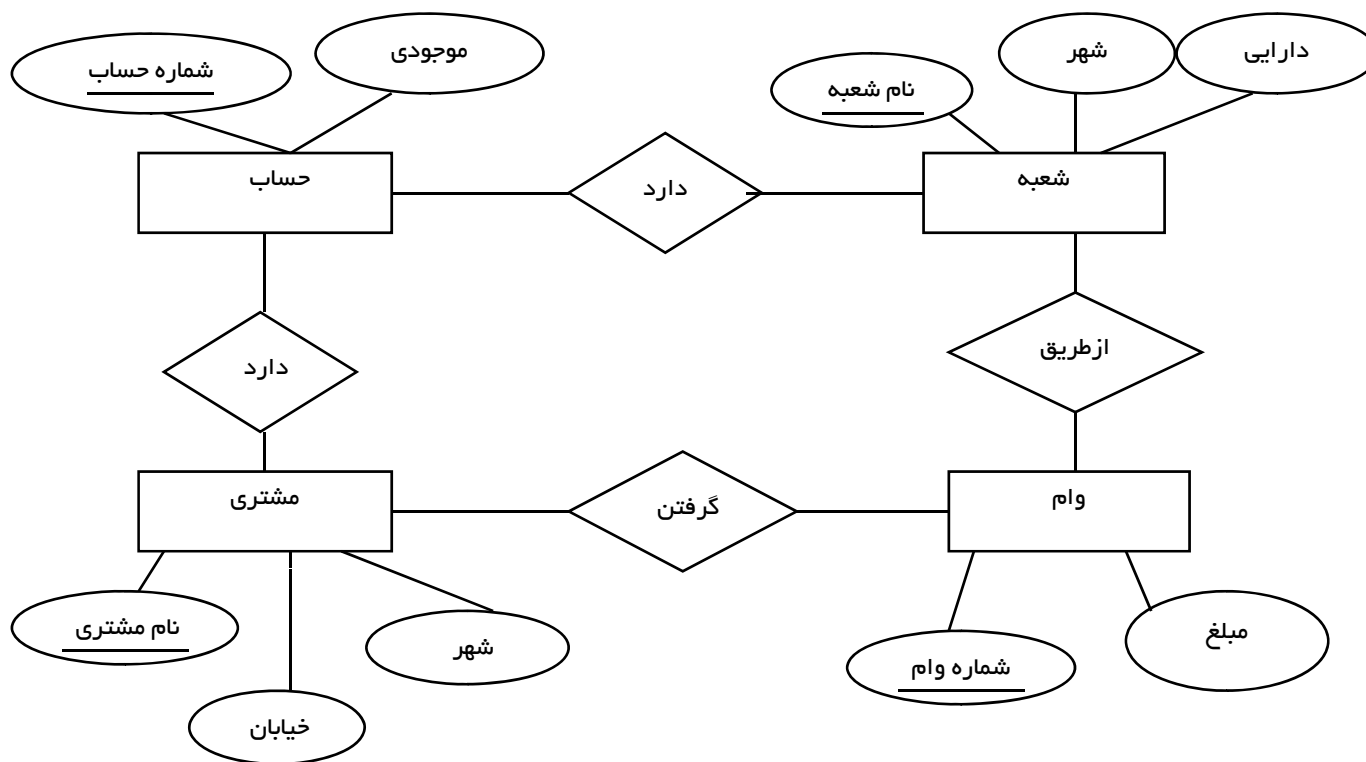 دارایی
شهر
موجودی
شماره حساب
نام شعبه
شعبه
دارد
حساب
ازطریق
دارد
وام
گرفتن
مشتری
مبلغ
شماره وام
شهر
نام مشتری
خیابان